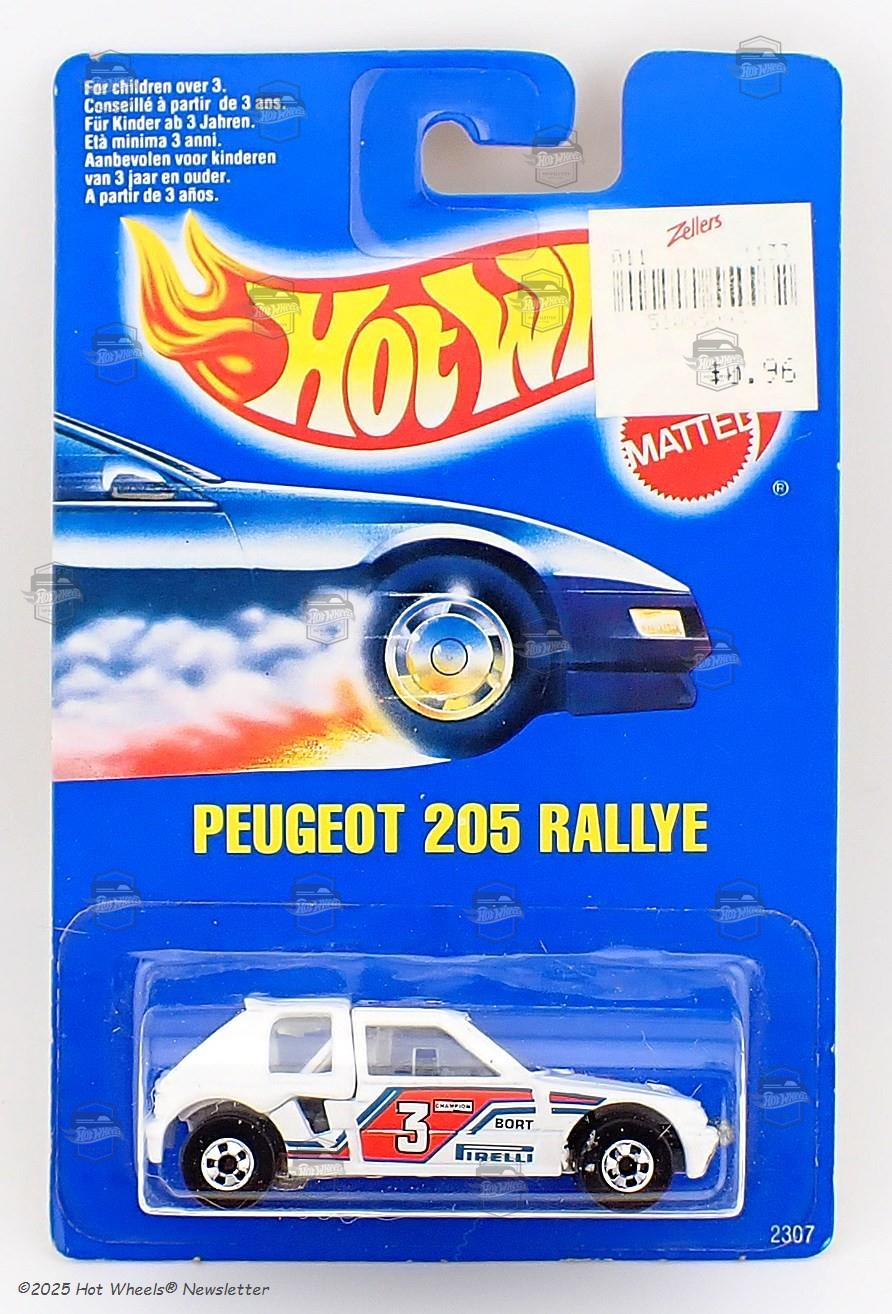 For children over 3.
Conseillé à partir de 3 ans.
Für Kinder ab 3 Jahren.
Età minima 3 anni.
Aanbevolen voor kinderen
van 3 jaar en ouder.
A partir de 3 años.
Zellers
011
HOT W
MATTEL
®
PEUGEOT 205 RALLYE
3
CHAMPION
BORT
PIRELLI
2307
©2025 Hot Wheels® Newsletter